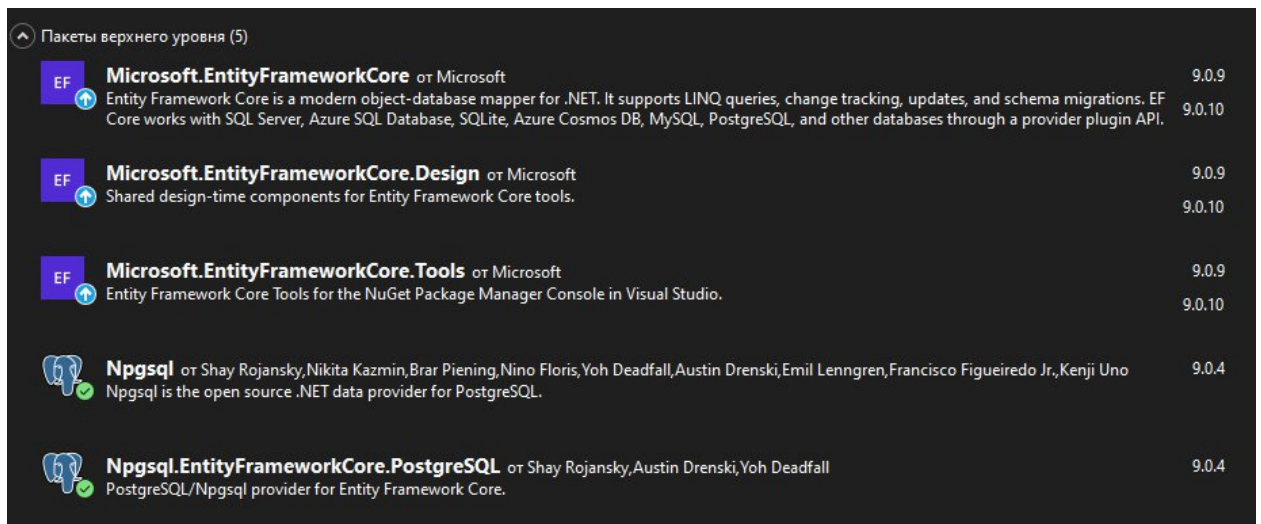 Пакеты верхнего уровня (5)
EF
Microsoft.EntityFrameworkCore от Microsoft
9.0.9
Entity Framework Core is a modern object-database mapper for .NET. It supports LINQ queries, change tracking, updates, and schema migrations. EF
Core works with SQL Server, Azure SQL Database, SQLite, Azure Cosmos DB, MySQL, PostgreSQL, and other databases through a provider plugin API.
9.0.10
EF
Microsoft.EntityFrameworkCore.Design от Microsoft
9.0.9
Shared design-time components for Entity Framework Core tools.
9.0.10
EF
Microsoft.EntityFrameworkCore.Tools от Microsoft
9.0.9
Entity Framework Core Tools for the NuGet Package Manager Console in Visual Studio.
9.0.10
Npgsql от Shay Rojansky,Nikita Kazmin,Brar Piening,Nino Floris,Yoh Deadfall,Austin Drenski,Emil Lenngren,Francisco Figueiredo Jr.,Kenji Uno
9.0.4
Npgsql is the open source .NET data provider for PostgreSQL.
Npgsql.EntityFrameworkCore.PostgreSQL от Shay Rojansky,Austin Drenski,Yoh Deadfall
9.0.4
PostgreSQL/Npgsql provider for Entity Framework Core.